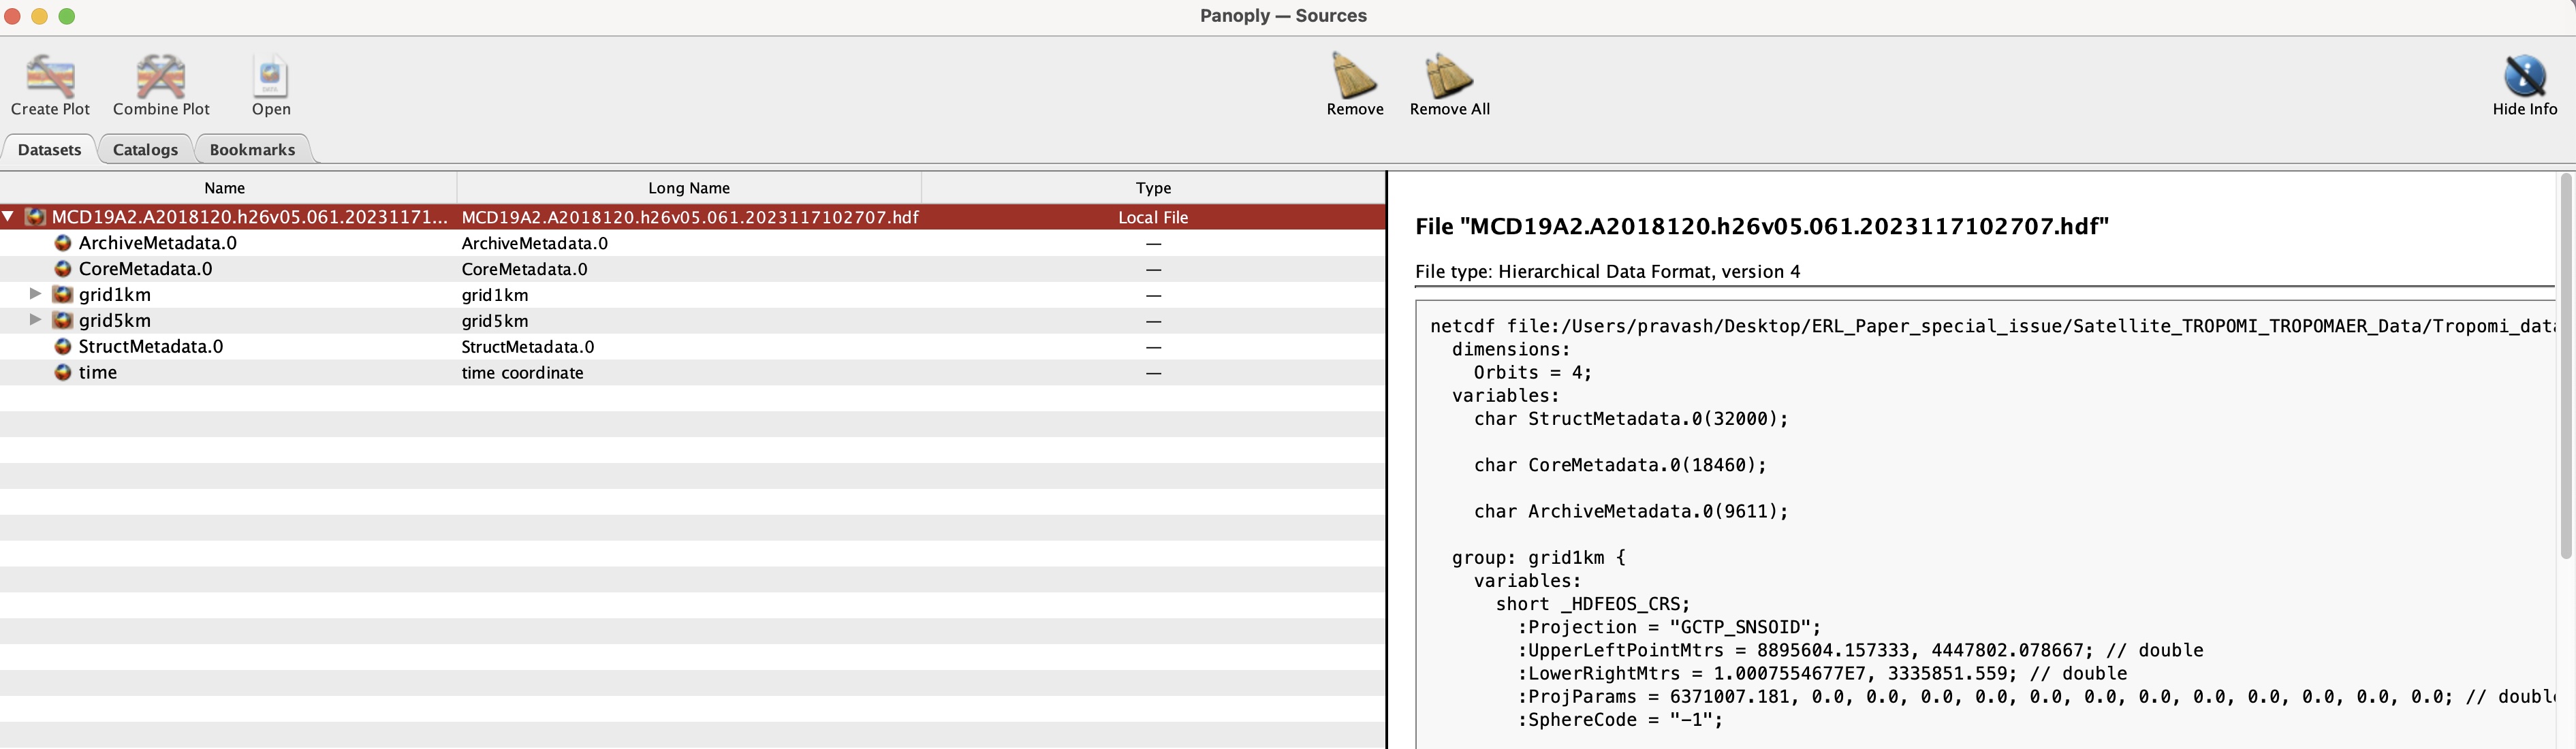 Panoply — Sources
Create Plot Combine Plot Open Remove Remove All Hide Info
Datasets Catalogs Bookmarks
Name Long Name Type
MCD19A2.A2018120.h26v05.061.20231171... MCD19A2.A2018120.h26v05.061.2023117102707.hdf Local File
ArchiveMetadata.0 ArchiveMetadata.0 —
CoreMetadata.0 CoreMetadata.0 —
grid1km grid1km —
grid5km grid5km —
StructMetadata.0 StructMetadata.0 —
time time coordinate —
File "MCD19A2.A2018120.h26v05.061.2023117102707.hdf"
File type: Hierarchical Data Format, version 4
netcdf file:/Users/pravash/Desktop/ERL_Paper_special_issue/Satellite_TROPOMI_TROPOMAER_Data/Tropomi_data
dimensions:
Orbits = 4;
variables:
char StructMetadata.0(32000);
char CoreMetadata.0(18460);
char ArchiveMetadata.0(9611);
group: grid1km {
variables:
short _HDFEOS_CRS;
:Projection = "GCTP_SNSOID";
:UpperLeftPointMtrs = 8895604.157333, 4447802.078667; // double
:LowerRightMtrs = 1.0007554677E7, 3335851.559; // double
:ProjParams = 6371007.181, 0.0, 0.0, 0.0, 0.0, 0.0, 0.0, 0.0, 0.0, 0.0, 0.0, 0.0, 0.0; // double
:SphereCode = "-1";